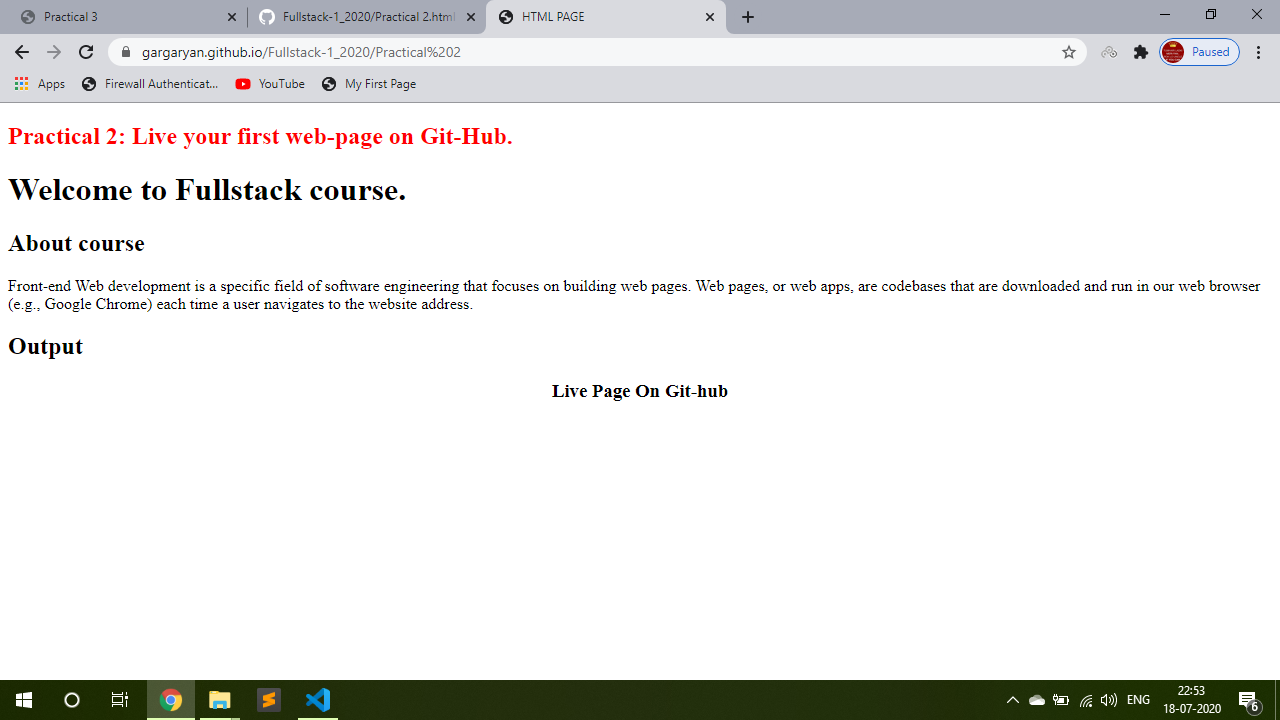 Practical 3
Fullstack-1_2020/Practical 2.html
HTML PAGE
gargaryan.github.io/Fullstack-1_2020/Practical%202
Paused
Apps
Firewall Authenticat...
YouTube
My First Page
Practical 2: Live your first web-page on Git-Hub.
Welcome to Fullstack course.
About course
Front-end Web development is a specific field of software engineering that focuses on building web pages. Web pages, or web apps, are codebases that are downloaded and run in our web browser
(e.g., Google Chrome) each time a user navigates to the website address.
Output
Live Page On Git-hub
ENG
22:53
18-07-2020
6